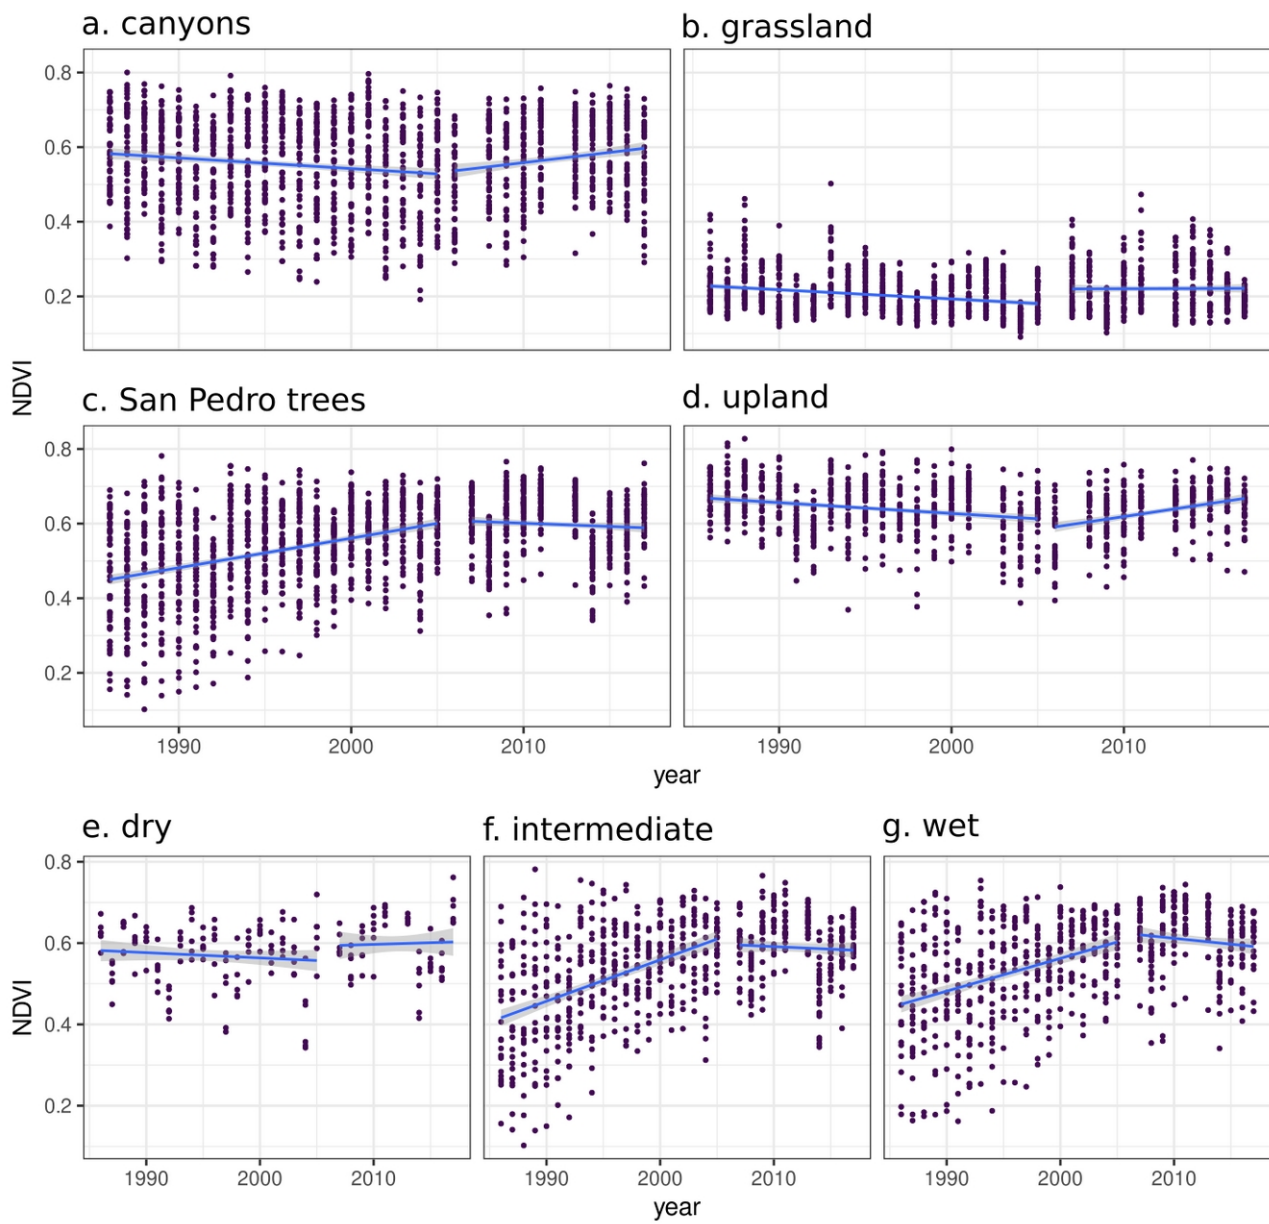 a. canyons
b. grassland
0.8
0.6
0.4
0.2
NDVI
c. San Pedro trees
d. upland
0.8
0.6
0.4
0.2
1990 2000 2010
1990 2000 2010
year
e. dry
f. intermediate
g. wet
0.8
0.6
0.4
0.2
NDVI
1990 2000 2010
1990 2000 2010
1990 2000 2010
year